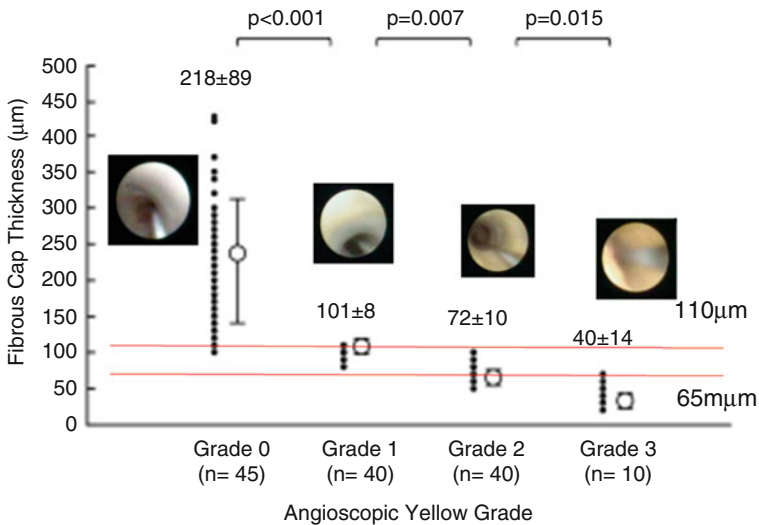 p<0.001 p=0.007 p=0.015
Fibrous Cap Thickness (μm)
500
450
400
350
300
250
200
150
100
50
0
218±89
101±8
72±10
40±14
110μm
65mμm
Grade 0 Grade 1 Grade 2 Grade 3
(n= 45) (n= 40) (n= 40) (n= 10)
Angioscopic Yellow Grade